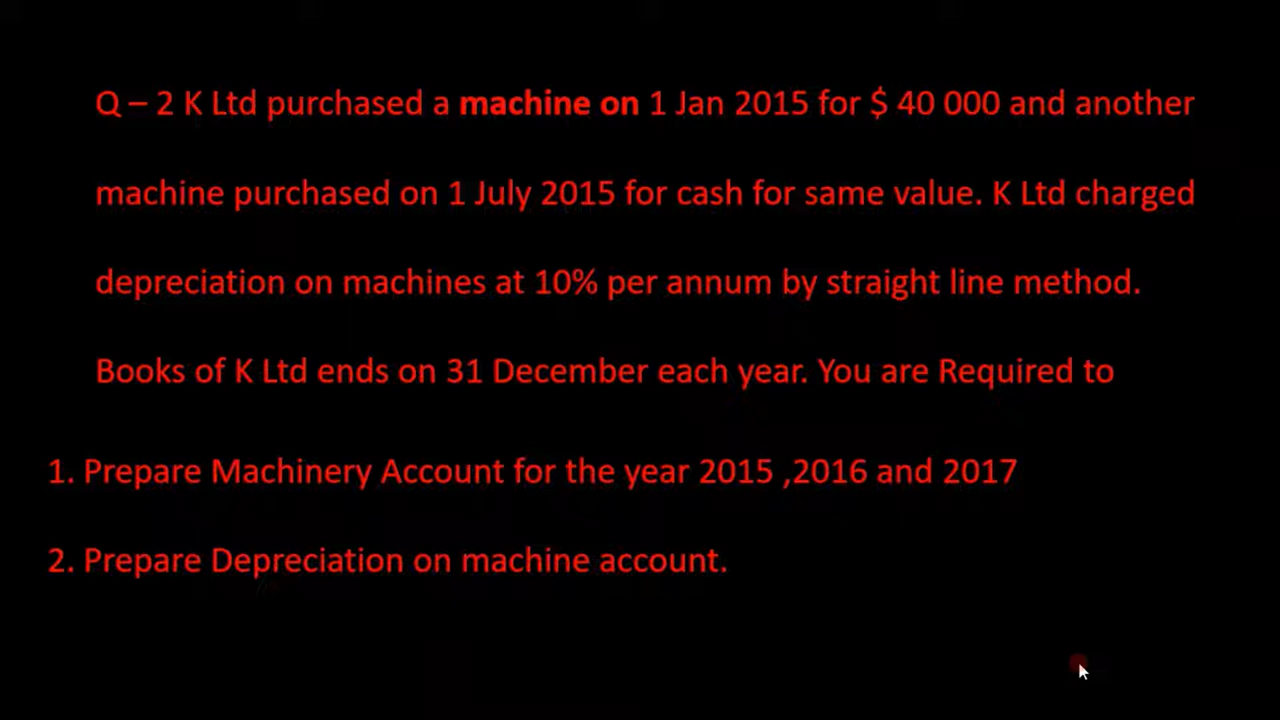 Q – 2 K Ltd purchased a machine on 1 Jan 2015 for $ 40 000 and another
machine purchased on 1 July 2015 for cash for same value. K Ltd charged
depreciation on machines at 10% per annum by straight line method.
Books of K Ltd ends on 31 December each year. You are Required to
1. Prepare Machinery Account for the year 2015 ,2016 and 2017
2. Prepare Depreciation on machine account.